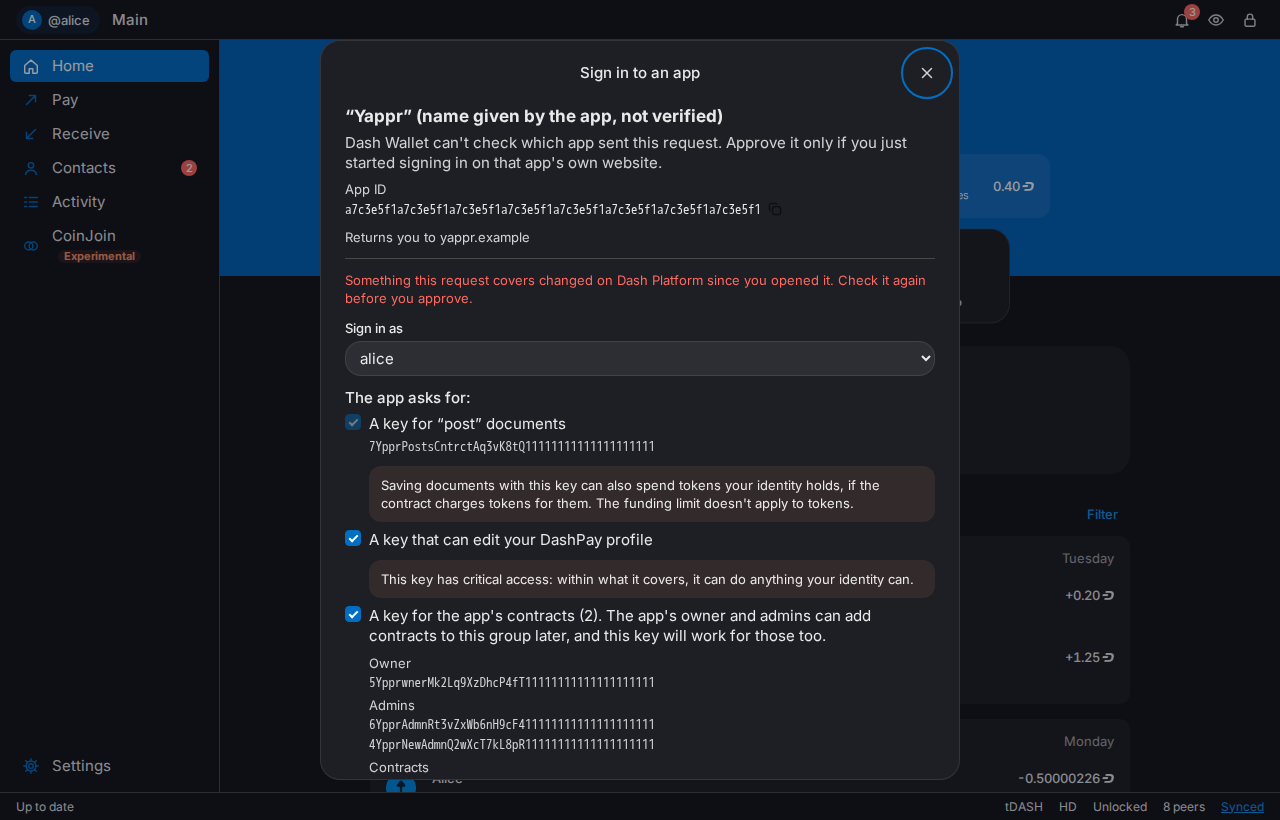 A @alice Main
3
Home
Pay
Receive
Contacts 2
Activity
CoinJoin
Experimental
Settings
Sign in to an app
“Yappr” (name given by the app, not verified)
Dash Wallet can't check which app sent this request. Approve it only if you just
started signing in on that app's own website.
App ID
a7c3e5f1a7c3e5f1a7c3e5f1a7c3e5f1a7c3e5f1a7c3e5f1a7c3e5f1a7c3e5f1
Returns you to yappr.example
Something this request covers changed on Dash Platform since you opened it. Check it again
before you approve.
Sign in as
alice
The app asks for:
A key for “post” documents
7YpprPostsCntrctAq3vK8tQ11111111111111111111
Saving documents with this key can also spend tokens your identity holds, if the
contract charges tokens for them. The funding limit doesn't apply to tokens.
A key that can edit your DashPay profile
This key has critical access: within what it covers, it can do anything your identity can.
A key for the app's contracts (2). The app's owner and admins can add
contracts to this group later, and this key will work for those too.
Owner
5YpprwnerMk2Lq9XzDhcP4fT11111111111111111111
Admins
6YpprAdmnRt3vZxWb6nH9cF411111111111111111111
4YpprNewAdmnQ2wXcT7kL8pR11111111111111111111
Contracts
0.40
Filter
Tuesday
+0.20
+1.25
Monday
Alice
-0.50000226
Up to date
tDASH HD Unlocked 8 peers Synced